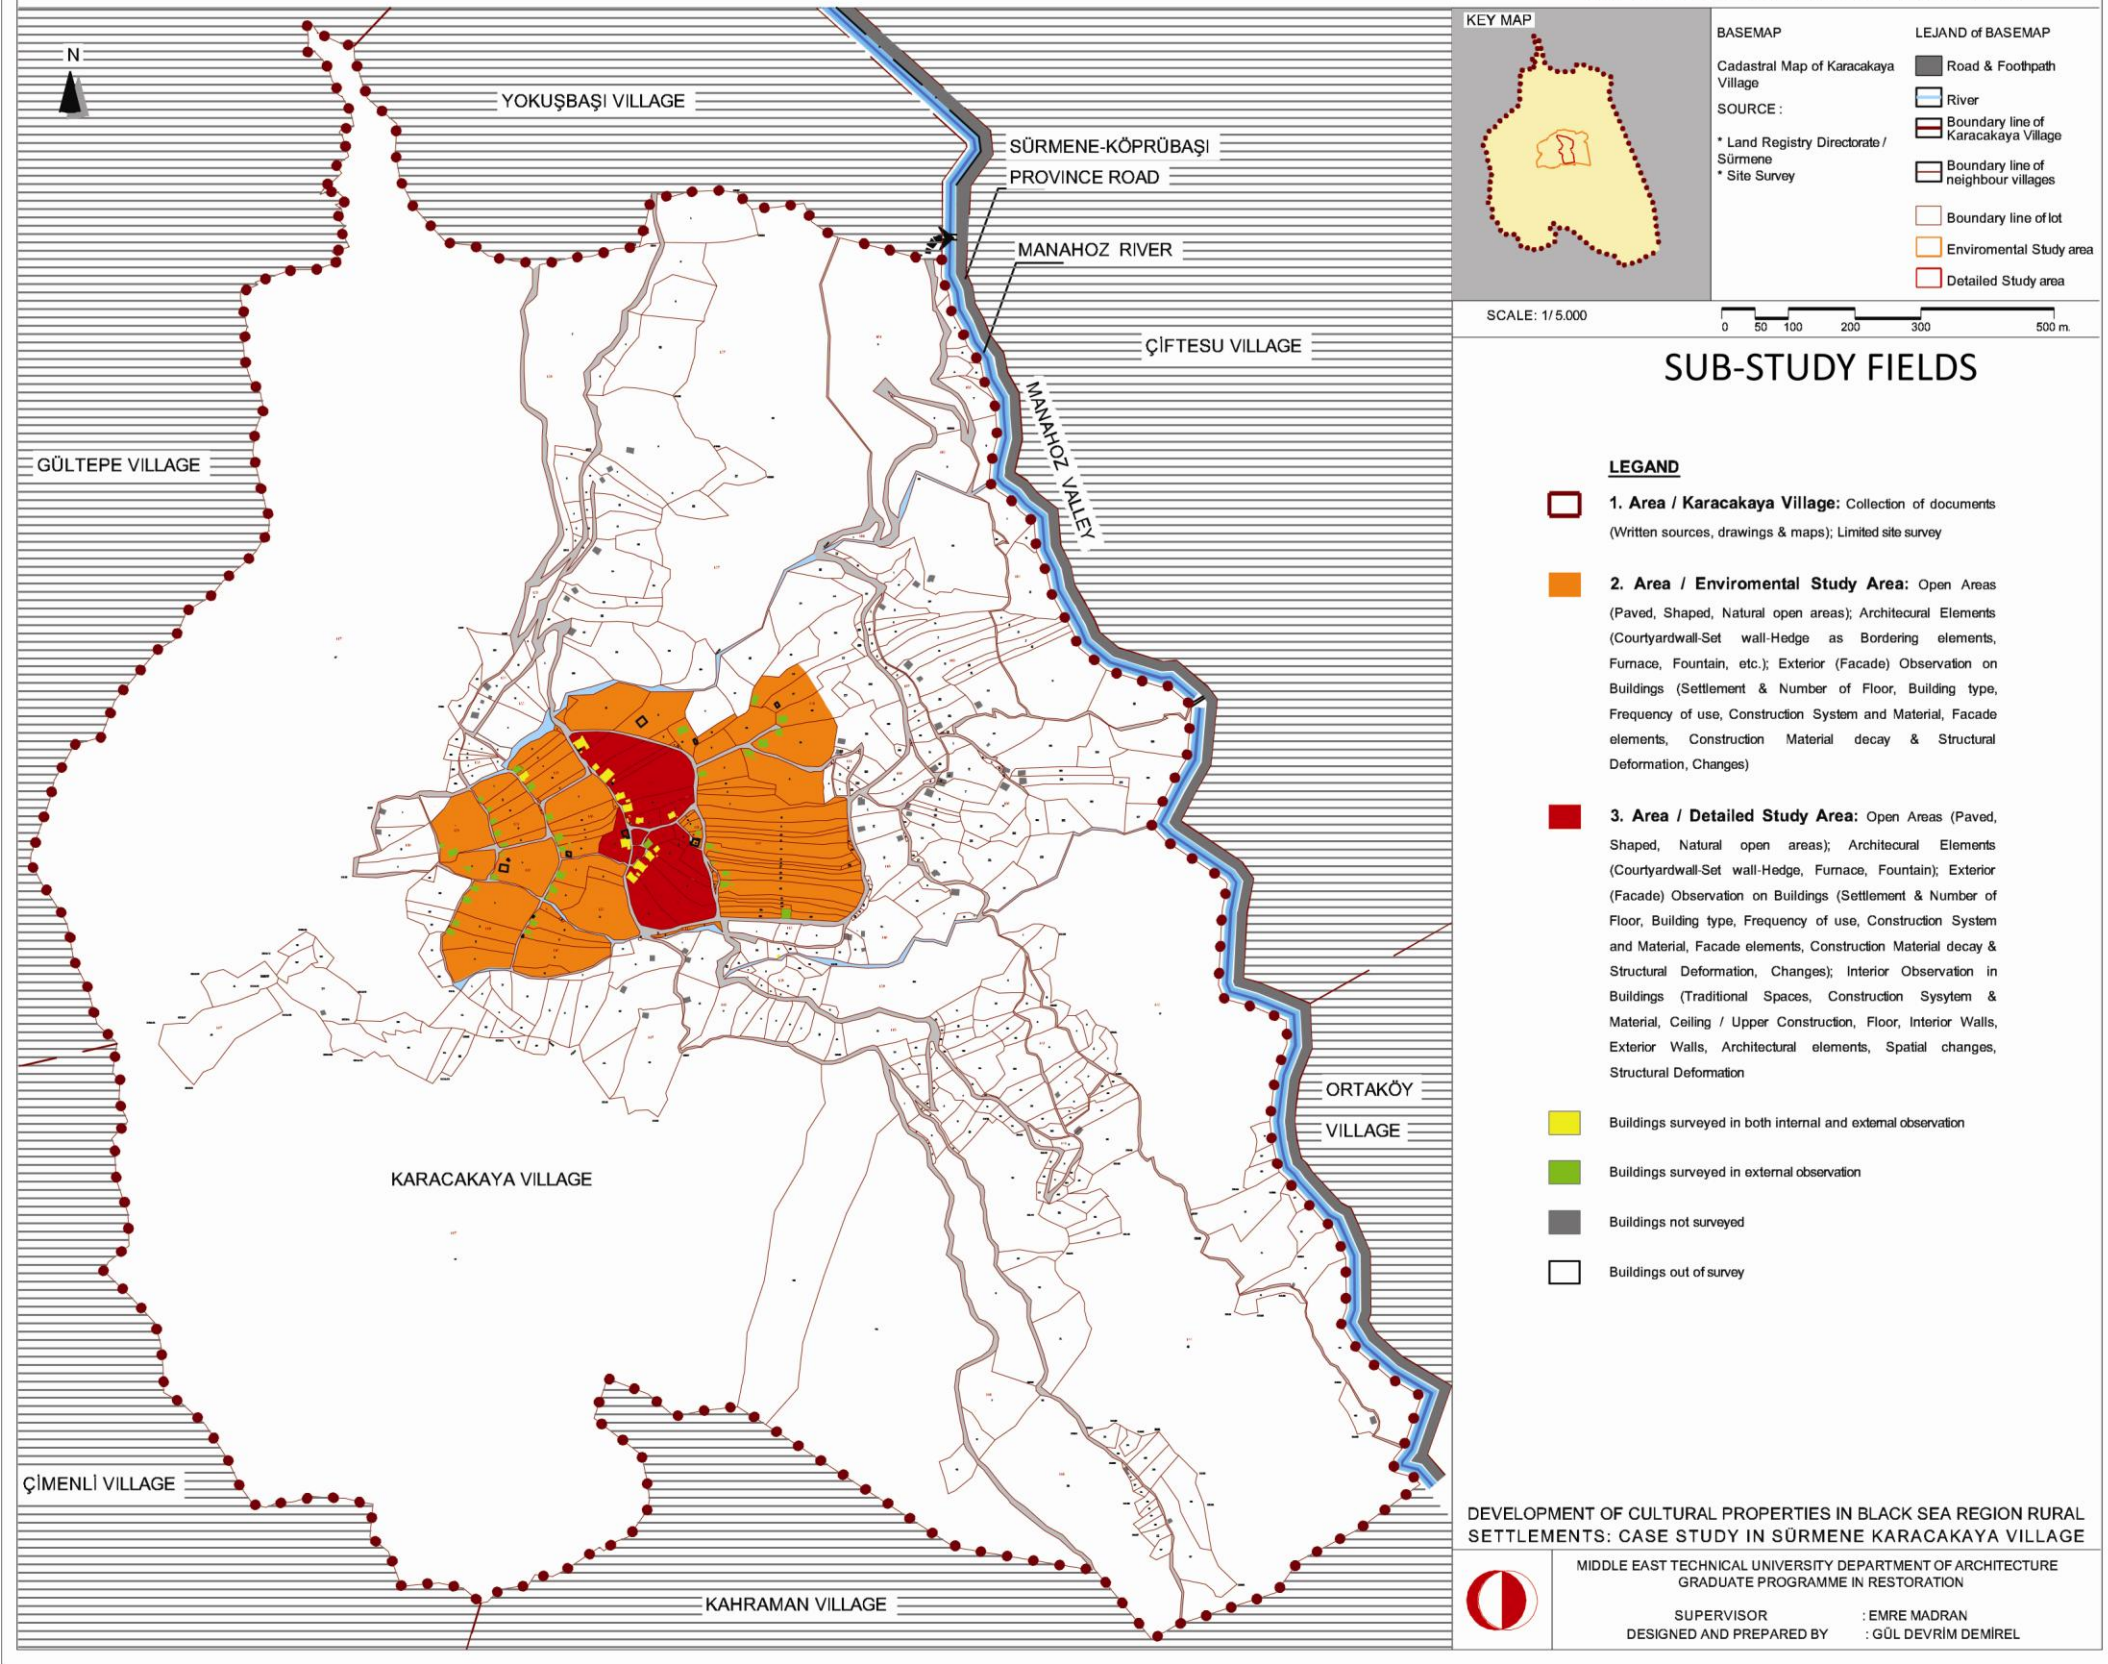 N
YOKUŞBAŞI VILLAGE
SÜRMENE-KÖPRÜBAŞI
PROVINCE ROAD
MANAHOZ RIVER
ÇİFTESU VILLAGE
MANAHOZ VALLEY
GÜLTEPE VILLAGE
ORTAKÖY
VILLAGE
KARACAKAYA VILLAGE
ÇİMENLİ VILLAGE
KAHRAMAN VILLAGE
KEY MAP
BASEMAP
Cadastral Map of Karacakaya
Village
SOURCE :
* Land Registry Directorate /
Sürmene
* Site Survey
LEJAND of BASEMAP
Road & Foothpath
River
Boundary line of
Karacakaya Village
Boundary line of
neighbour villages
Boundary line of lot
Enviromental Study area
Detailed Study area
SCALE: 1/ 5.000
0 50 100 200 300 500 m.
SUB-STUDY FIELDS
LEGAND
1. Area / Karacakaya Village: Collection of documents
(Written sources, drawings & maps); Limited site survey
2. Area / Enviromental Study Area: Open Areas
(Paved, Shaped, Natural open areas); Architecural Elements
(Courtyardwall-Set wall-Hedge as Bordering elements,
Furnace, Fountain, etc.); Exterior (Facade) Observation on
Buildings (Settlement & Number of Floor, Building type,
Frequency of use, Construction System and Material, Facade
elements, Construction Material decay & Structural
Deformation, Changes)
3. Area / Detailed Study Area: Open Areas (Paved,
Shaped, Natural open areas); Architecural Elements
(Courtyardwall-Set wall-Hedge, Furnace, Fountain); Exterior
(Facade) Observation on Buildings (Settlement & Number of
Floor, Building type, Frequency of use, Construction System
and Material, Facade elements, Construction Material decay &
Structural Deformation, Changes); Interior Observation in
Buildings (Traditional Spaces, Construction Sysytem &
Material, Ceiling / Upper Construction, Floor, Interior Walls,
Exterior Walls, Architectural elements, Spatial changes,
Structural Deformation
Buildings surveyed in both internal and external observation
Buildings surveyed in external observation
Buildings not surveyed
Buildings out of survey
DEVELOPMENT OF CULTURAL PROPERTIES IN BLACK SEA REGION RURAL
SETTLEMENTS: CASE STUDY IN SÜRMENE KARACAKAYA VILLAGE
MIDDLE EAST TECHNICAL UNIVERSITY DEPARTMENT OF ARCHITECTURE
GRADUATE PROGRAMME IN RESTORATION
SUPERVISOR : EMRE MADRAN
DESIGNED AND PREPARED BY : GÜL DEVRİM DEMİREL